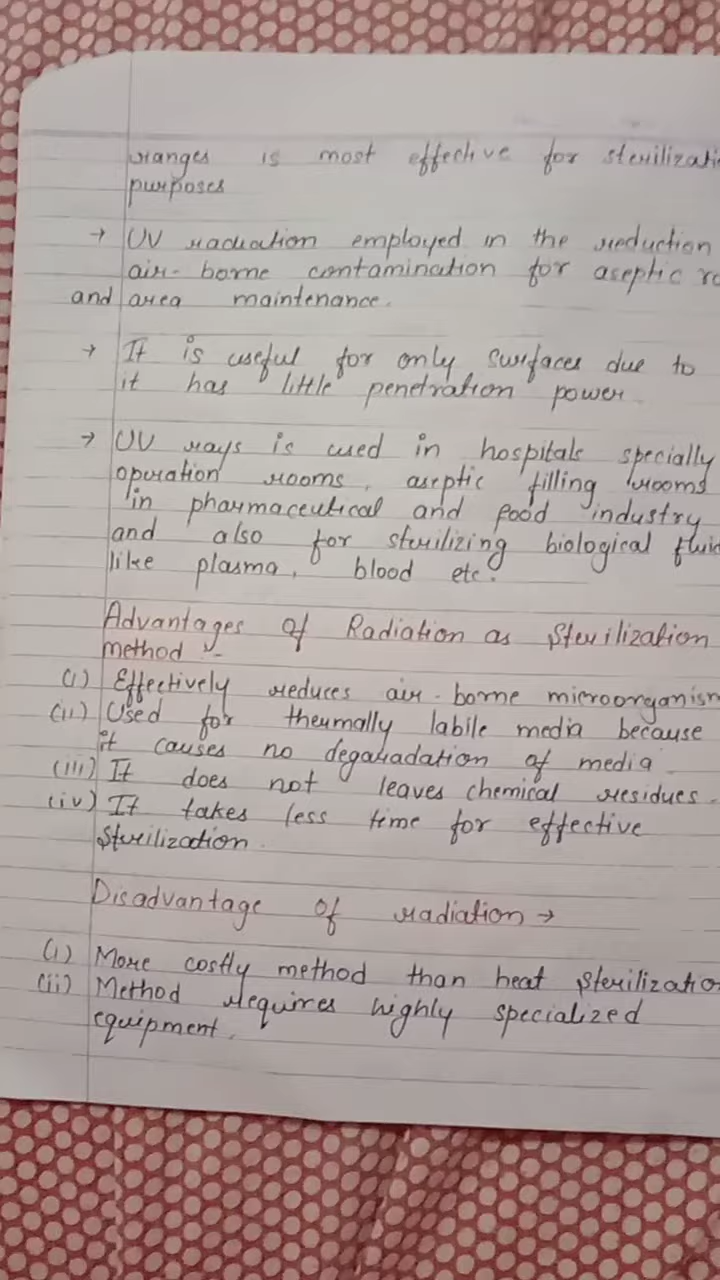 ranges is most effective for sterilizati
purposes
→ UV radiation employed in the reduction
air-borne contamination for aseptic ro
and area maintenance.
→ It is useful for only surfaces due to
it has little penetration power
→ UV rays is used in hospitals specially
operation rooms, aseptic filling rooms
in pharmaceutical and food industry
and also for sterilizing biological fluid
like plasma, blood etc.
Advantages of Radiation as Sterilization
method :-
(i) Effectively reduces air-borne microorganism
(ii) Used for thermally labile media because
it causes no degaradation of media
(iii) It does not leaves chemical residues.
(iv) It takes less time for effective
Sterilization.
Disadvantage of radiation →
(i) More costly method than heat Sterilizatio
(ii) Method requires highly specialized
equipment.